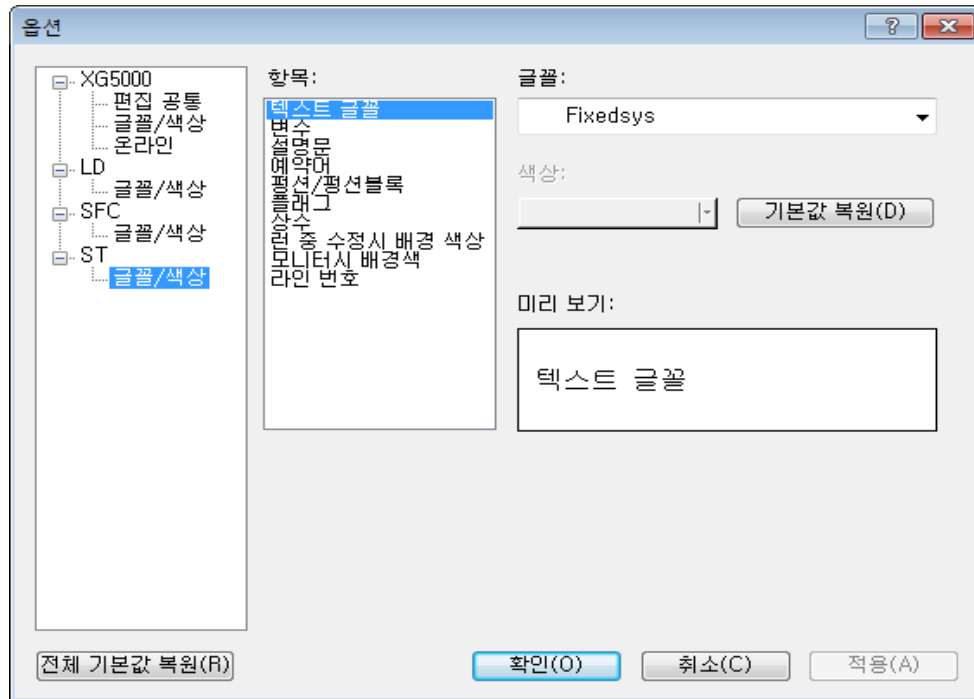 옵션
XG5000
편집 공통
글꼴/색상
온라인
LD
글꼴/색상
SFC
글꼴/색상
ST
글꼴/색상
항목:
텍스트 글꼴
변수
설명문
예약어
펑션/펑션블록
플래그
상수
런 중 수정시 배경 색상
모니터시 배경색
라인 번호
글꼴:
Fixedsys
색상:
기본값 복원(D)
미리 보기:
텍스트 글꼴
전체 기본값 복원(R)
확인(O)
취소(C)
적용(A)